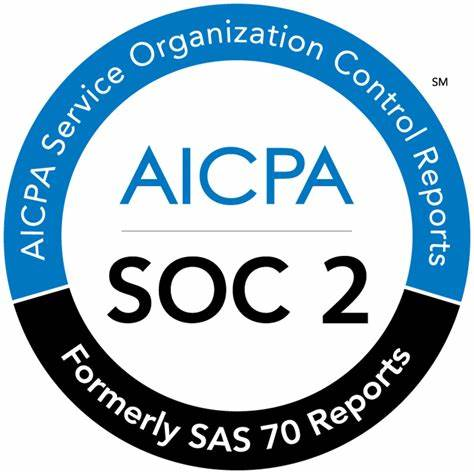 AICPA Service Organization Control Reports
SM
AICPA
SOC 2
Formerly SAS 70 Reports